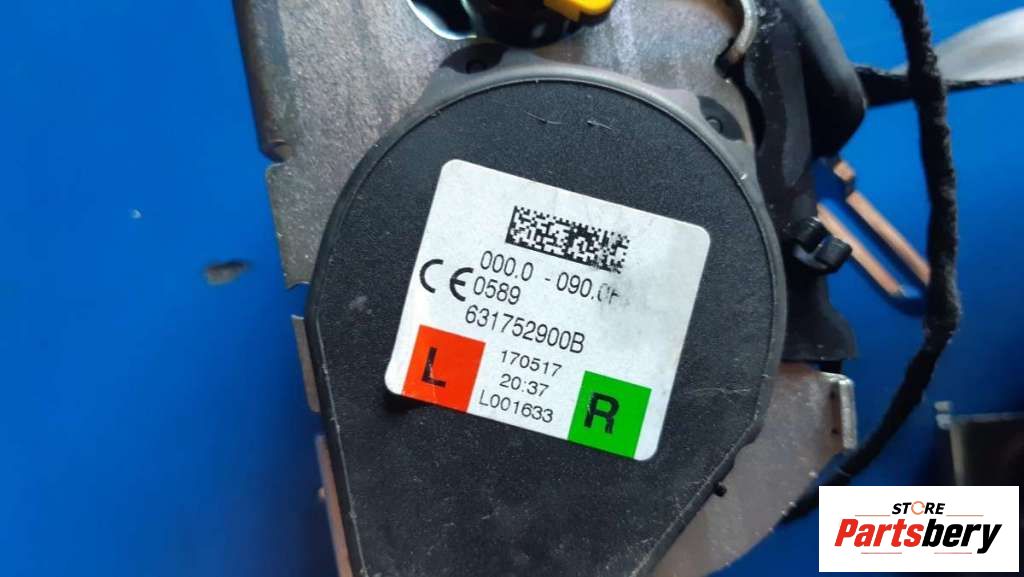 000.0 - 090.0
CE 0589
631752900B
L
170517
20:37
L001633
R
STORE
Partsbery